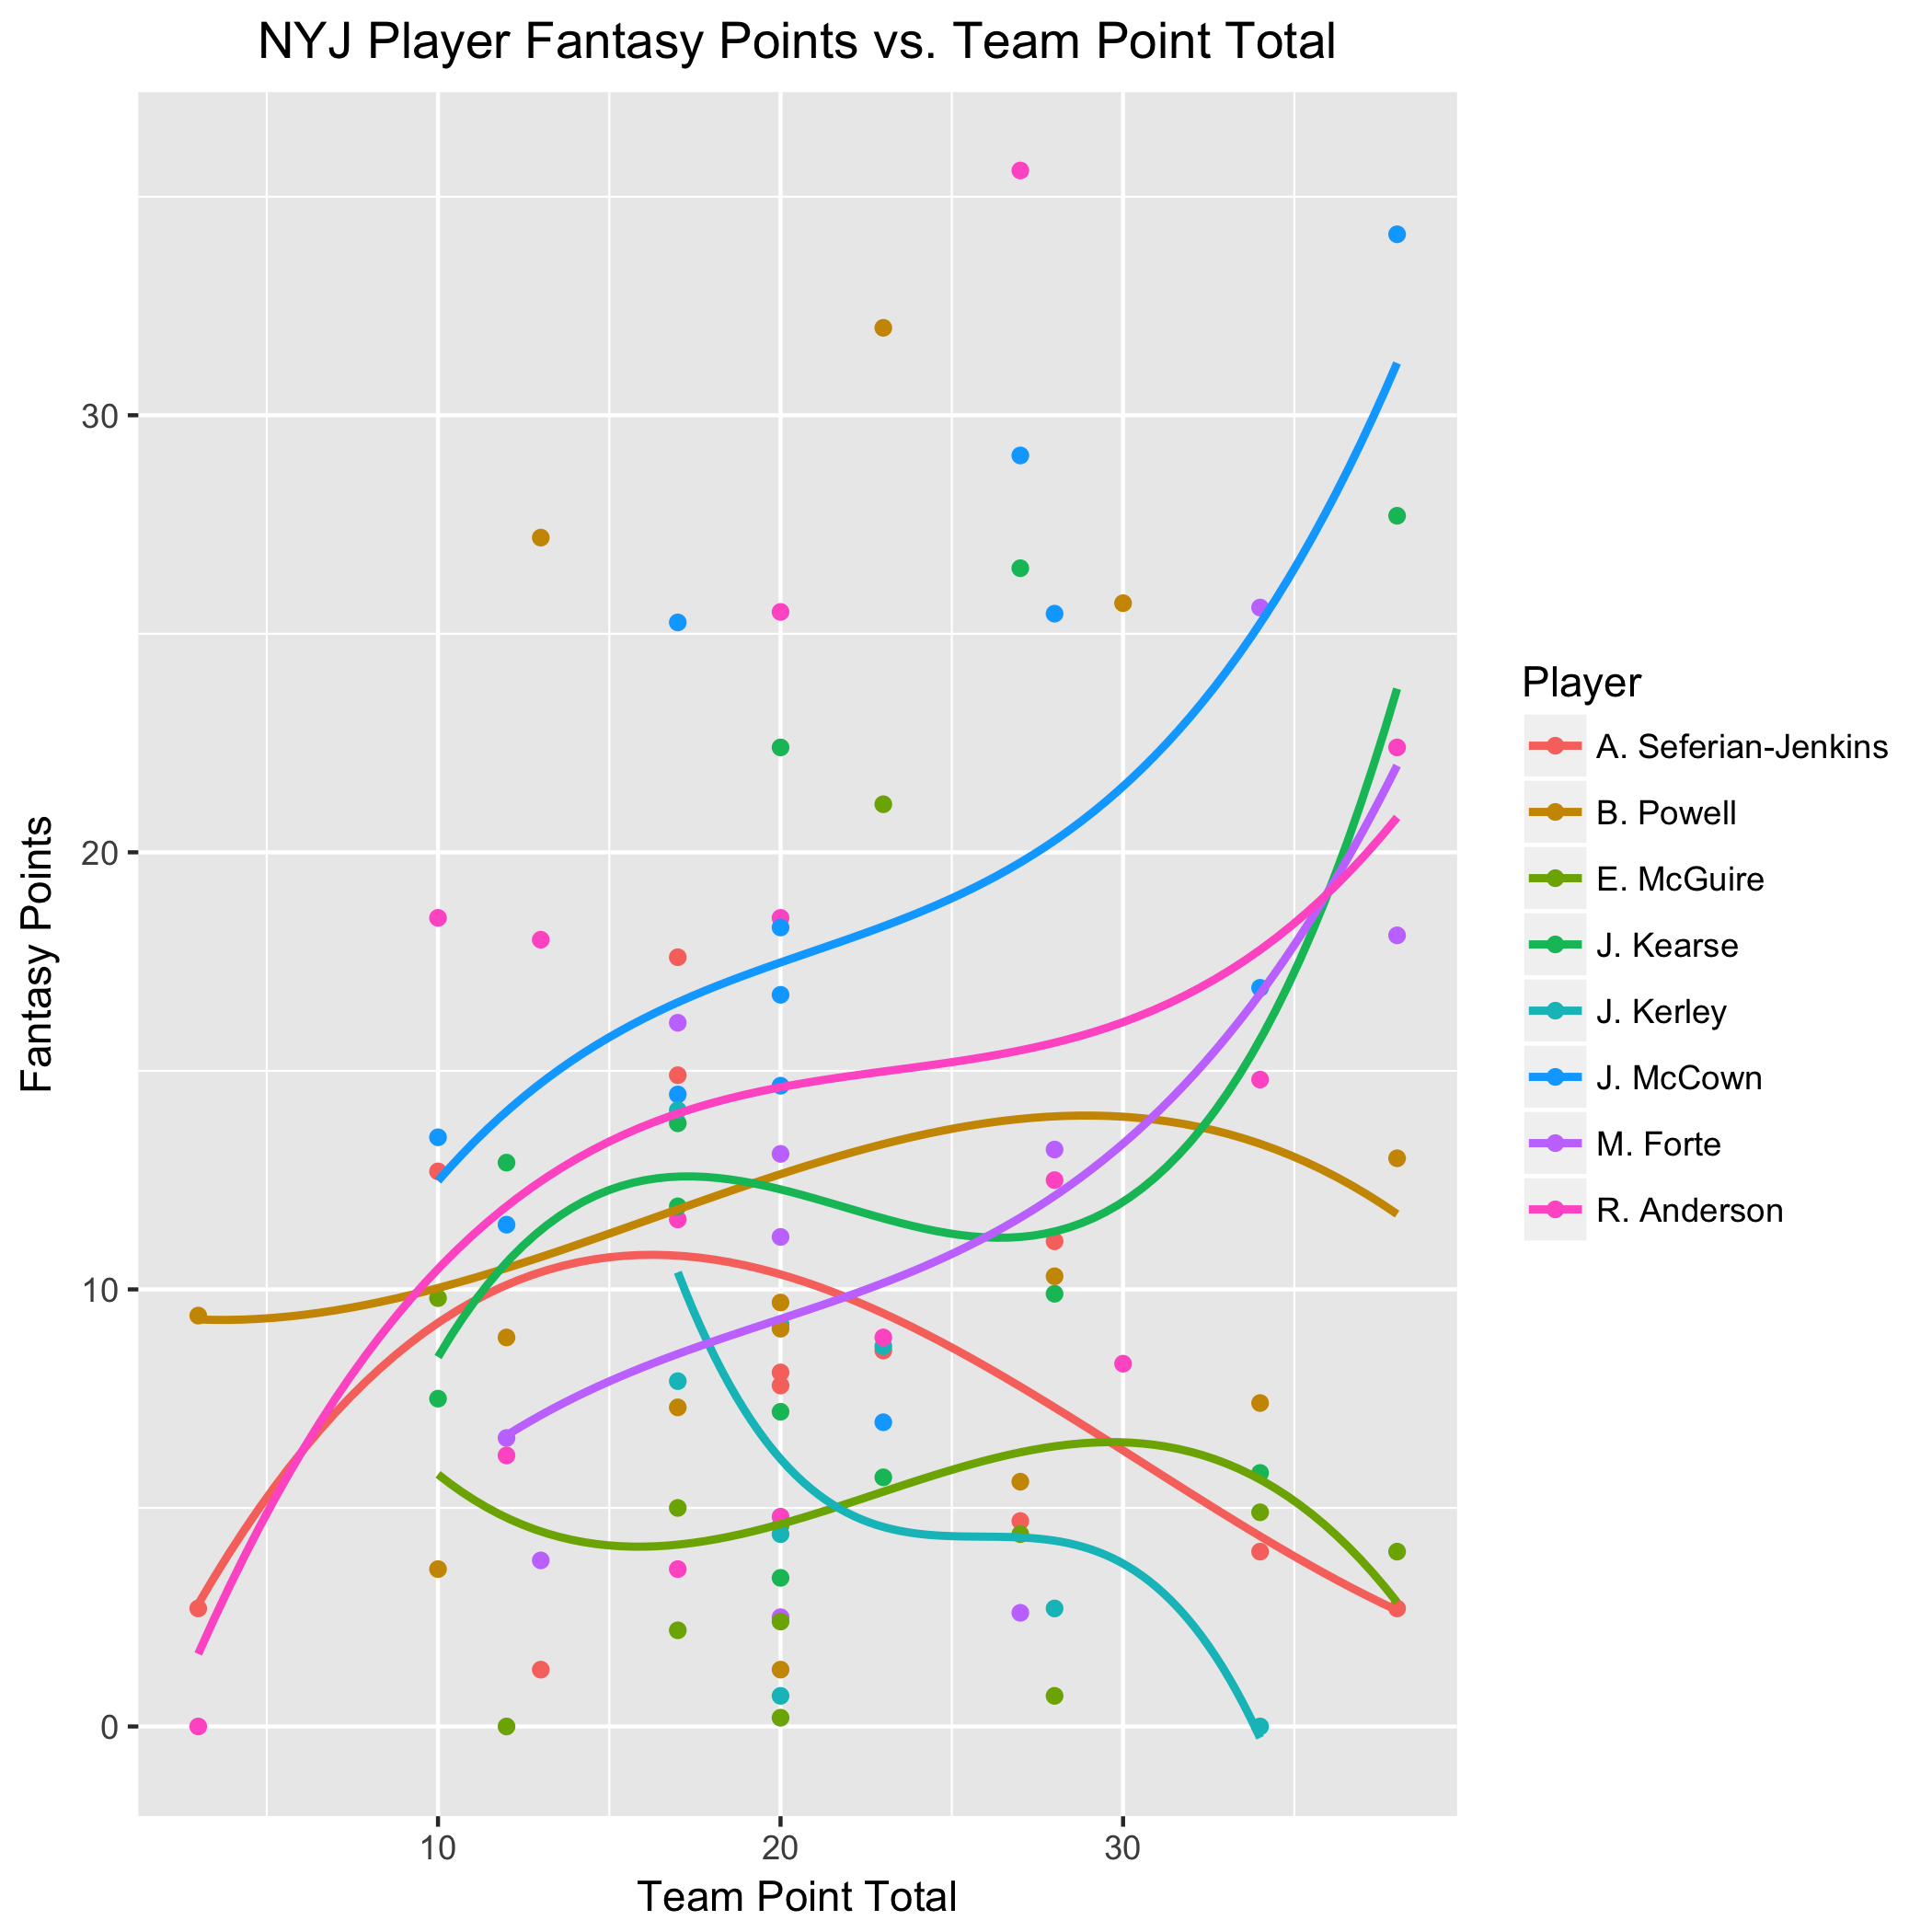 NYJ Player Fantasy Points vs. Team Point Total
30
20
10
0
Fantasy Points
10
20
30
Team Point Total
Player
A. Seferian-Jenkins
B. Powell
E. McGuire
J. Kearse
J. Kerley
J. McCown
M. Forte
R. Anderson